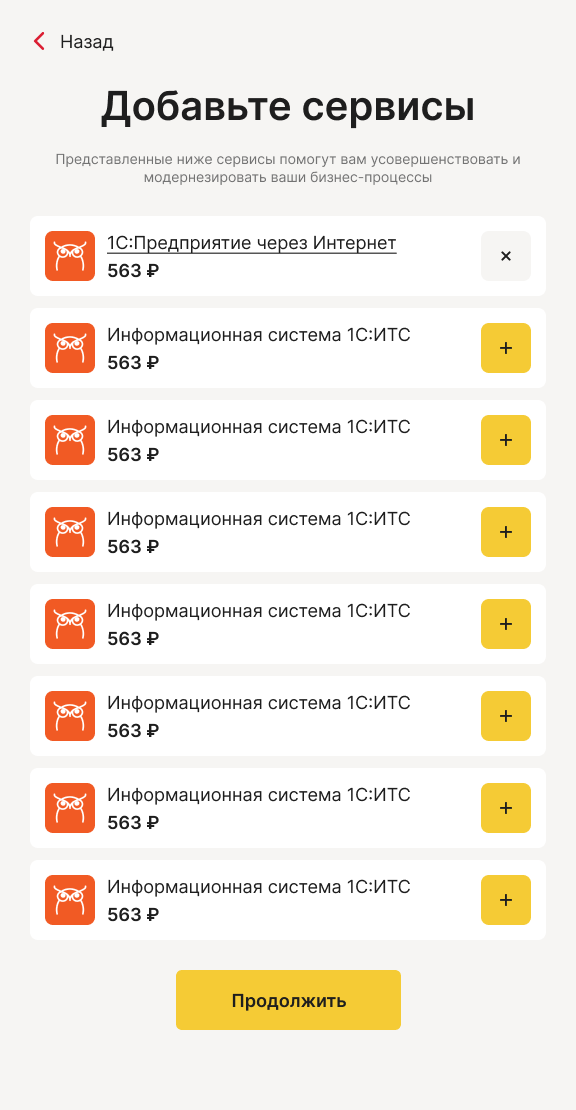 Назад
Добавьте сервисы
Представленные ниже сервисы помогут вам усовершенствовать и
модернезировать ваши бизнес-процессы
1С:Предприятие через Интернет
563 ₽
Информационная система 1С:ИТС
563 ₽
Информационная система 1С:ИТС
563 ₽
Информационная система 1С:ИТС
563 ₽
Информационная система 1С:ИТС
563 ₽
Информационная система 1С:ИТС
563 ₽
Информационная система 1С:ИТС
563 ₽
Информационная система 1С:ИТС
563 ₽
Продолжить